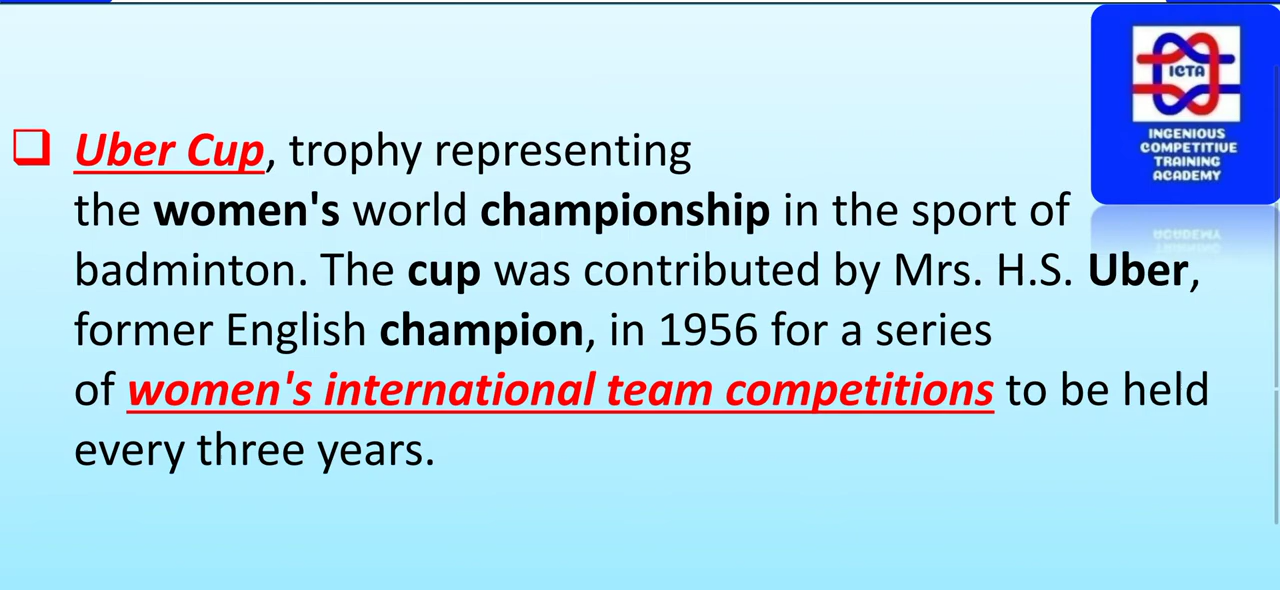 ICTA
INGENIOUS
COMPETITIVE
TRAINING
ACADEMY
Uber Cup, trophy representing
the women's world championship in the sport of
badminton. The cup was contributed by Mrs. H.S. Uber,
former English champion, in 1956 for a series
of women's international team competitions to be held
every three years.